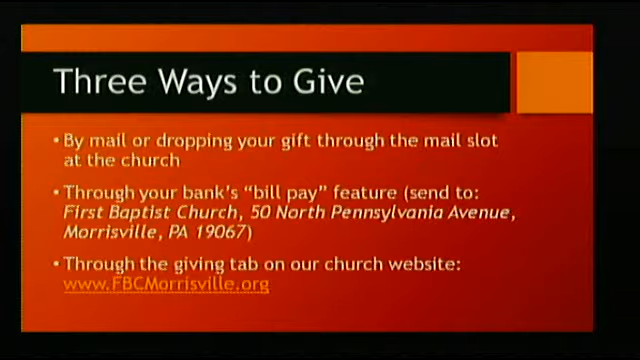 Three Ways to Give
• By mail or dropping your gift through the mail slot
at the church
• Through your bank's “bill pay” feature (send to:
First Baptist Church, 50 North Pennsylvania Avenue,
Morrisville, PA 19067)
• Through the giving tab on our church website:
www.FBCMorrisville.org